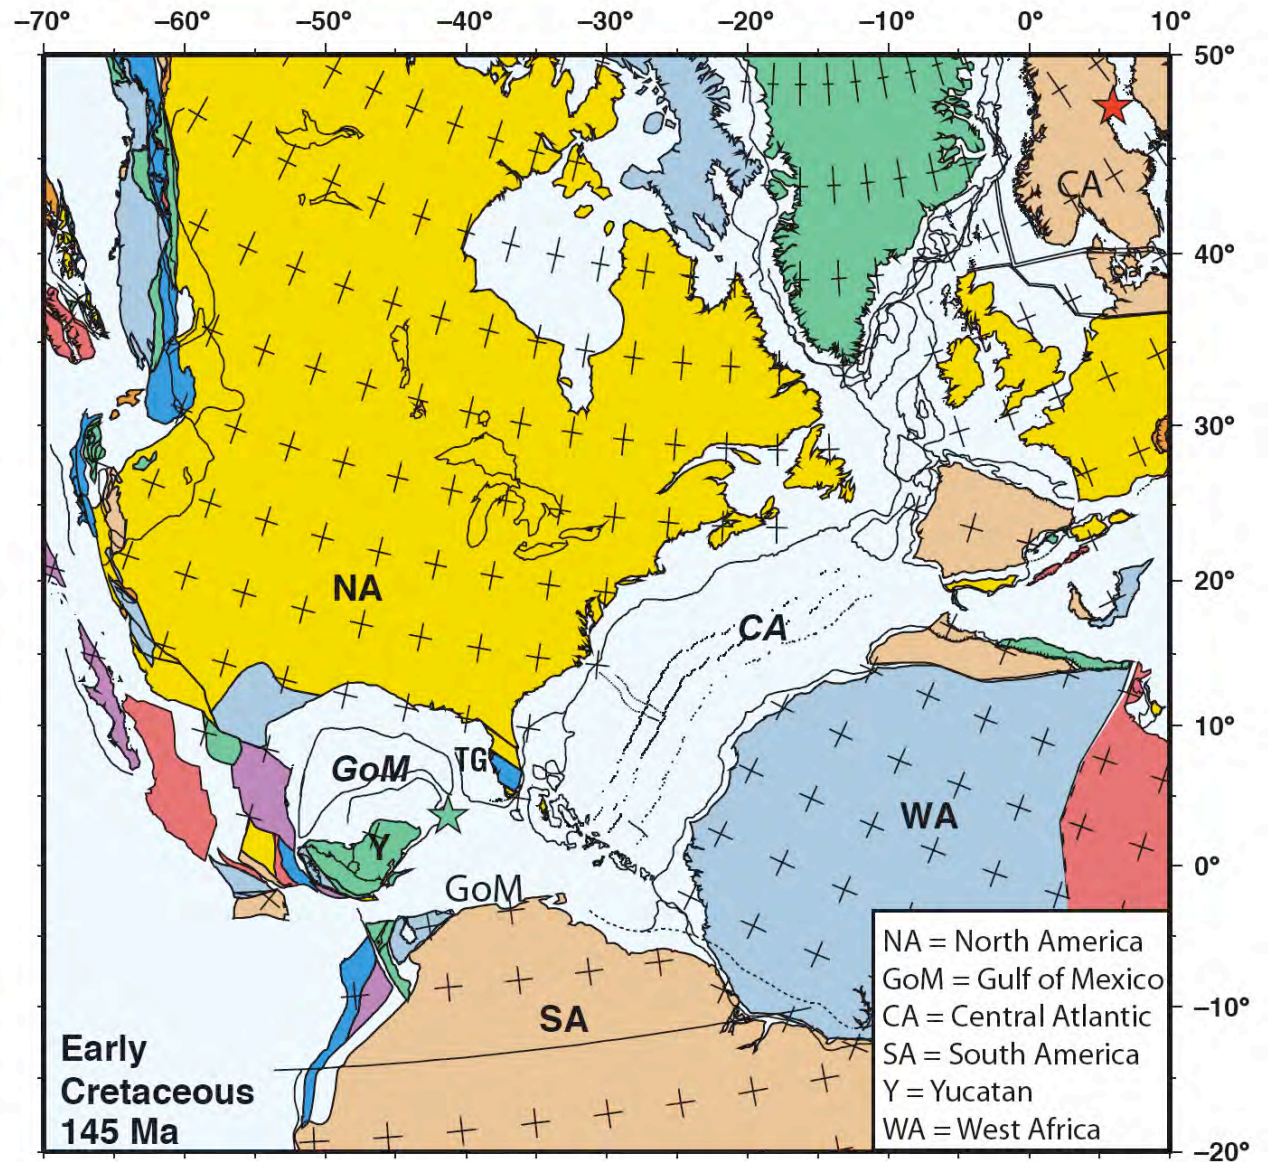 −70° −60° −50° −40° −30° −20° −10° 0° 10°
50°
CA
40°
30°
NA
20°
CA
10°
GoM
TG
WA
Y
0°
GoM
NA = North America
GoM = Gulf of Mexico
CA = Central Atlantic
SA = South America
Y = Yucatan
WA = West Africa
−10°
SA
Early
Cretaceous
145 Ma
−20°